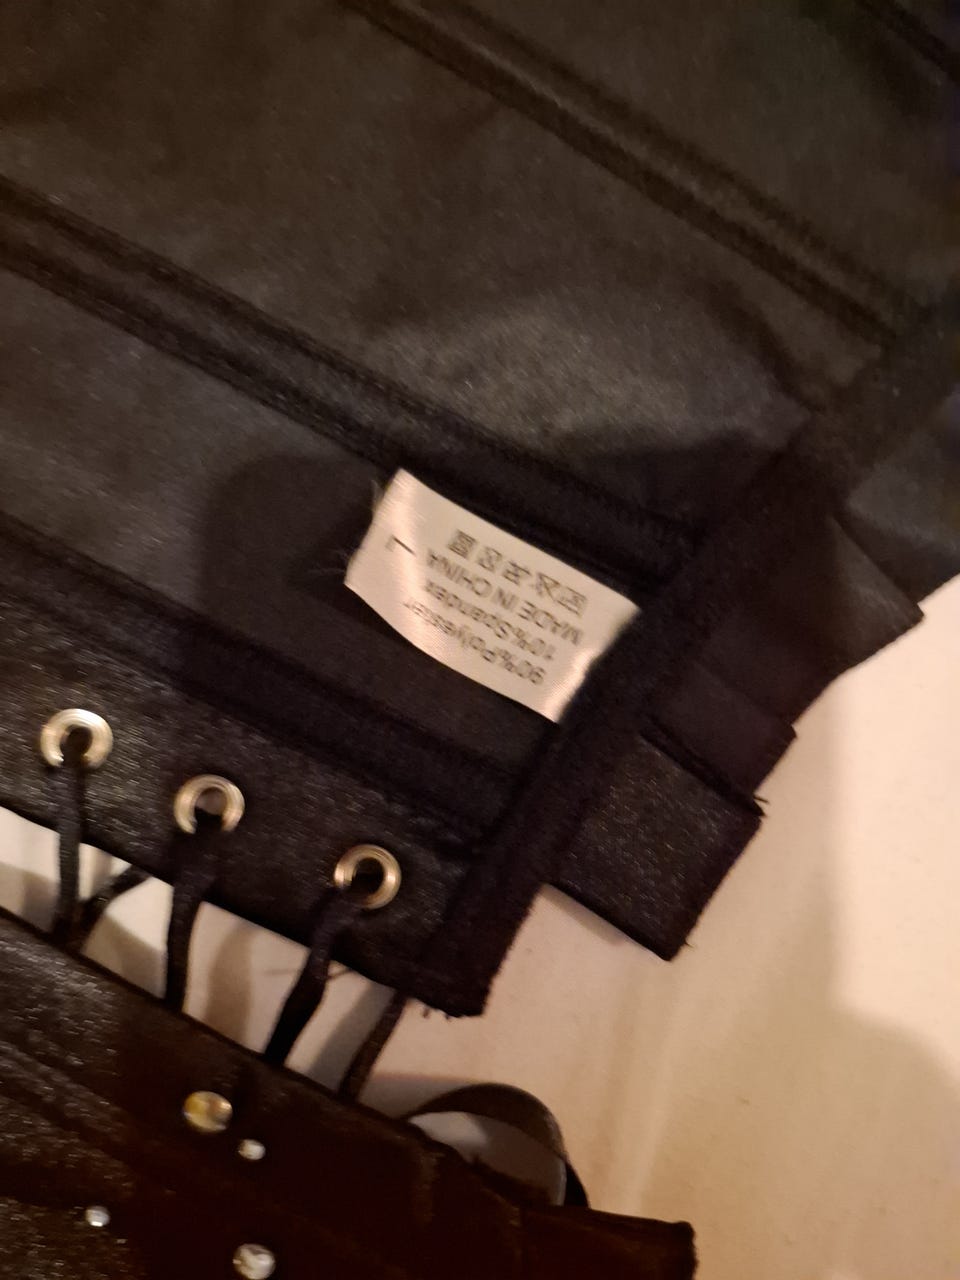 90%Polyester
10%Spandex
MADE IN CHINA
L